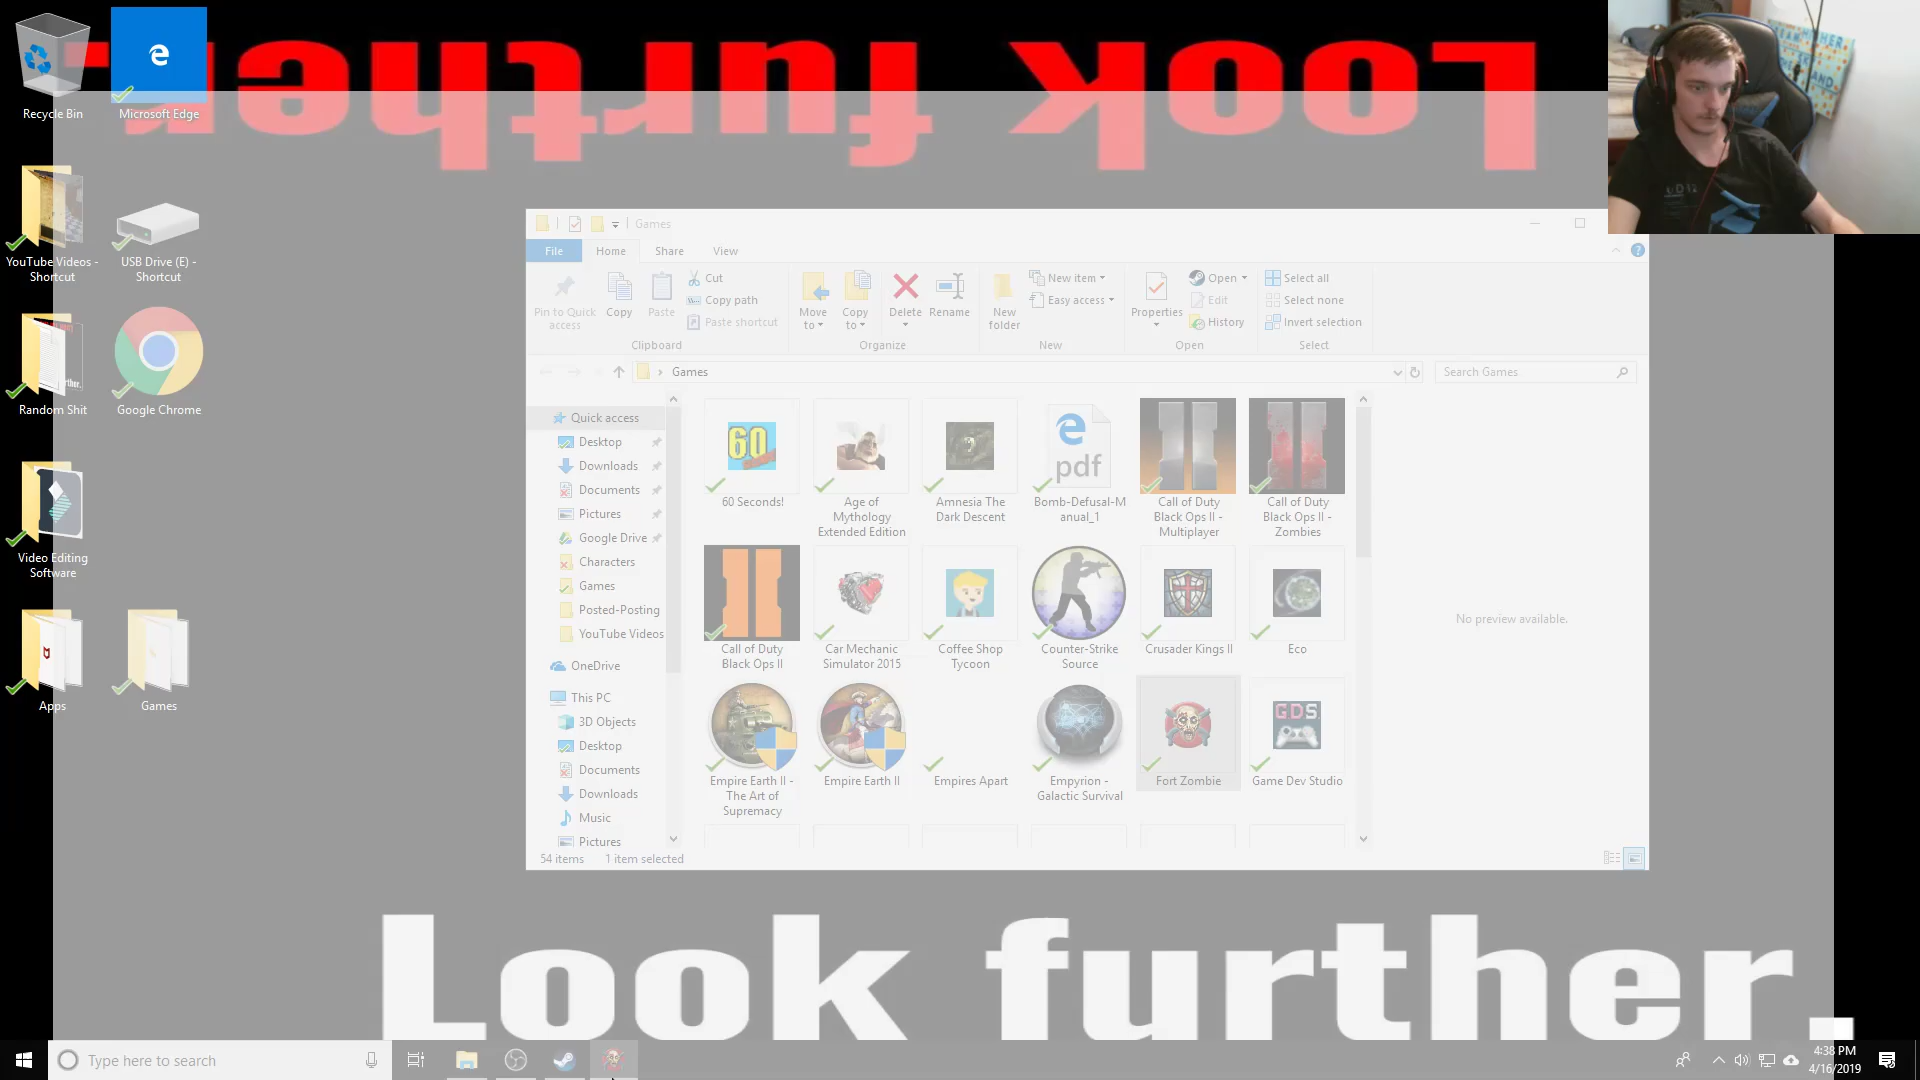 Look further.
Recycle Bin
Microsoft Edge
YouTube Videos -
Shortcut
USB Drive (E) -
Shortcut
Random Shit
Google Chrome
Video Editing
Software
Apps
Games
Games
File
Home
Share
View
Pin to Quick
access
Copy
Paste
Cut
Copy path
Paste shortcut
Clipboard
Move
to
Copy
to
Delete
Rename
Organize
New
folder
New item
Easy access
New
Properties
Open
Edit
History
Open
Select all
Select none
Invert selection
Select
Games
Search Games
Quick access
Desktop
Downloads
Documents
Pictures
Google Drive
Characters
Games
Posted-Posting
YouTube Videos
OneDrive
This PC
3D Objects
Desktop
Documents
Downloads
Music
Pictures
60
60 Seconds!
Age of
Mythology
Extended Edition
Amnesia The
Dark Descent
pdf
Bomb-Defusal-M
anual_1
Call of Duty
Black Ops II -
Multiplayer
Call of Duty
Black Ops II -
Zombies
Call of Duty
Black Ops II
Car Mechanic
Simulator 2015
Coffee Shop
Tycoon
Counter-Strike
Source
Crusader Kings II
Eco
Empire Earth II -
The Art of
Supremacy
Empire Earth II
Empires Apart
Empyrion -
Galactic Survival
Fort Zombie
GDS
Game Dev Studio
No preview available.
54 items
1 item selected
Look further.
Type here to search
4:38 PM
4/16/2019